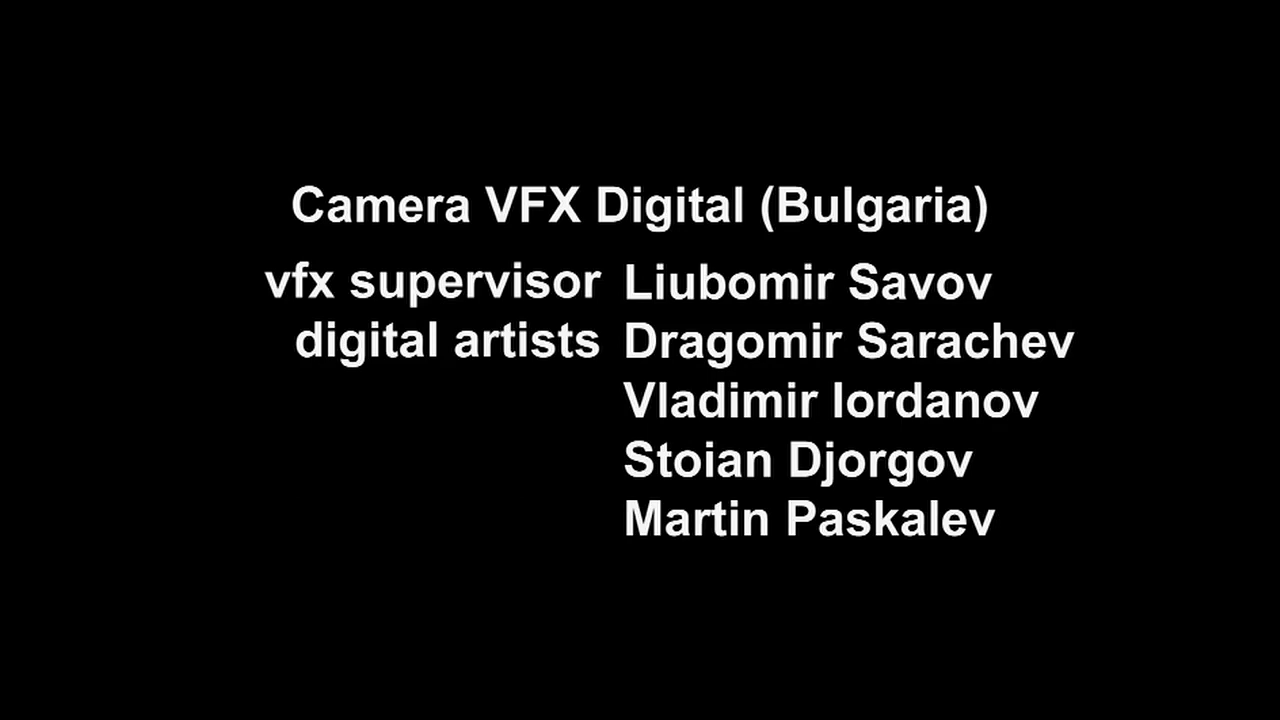 Camera VFX Digital (Bulgaria)
vfx supervisor Liubomir Savov
digital artists Dragomir Sarachev
Vladimir Iordanov
Stoian Djorgov
Martin Paskalev